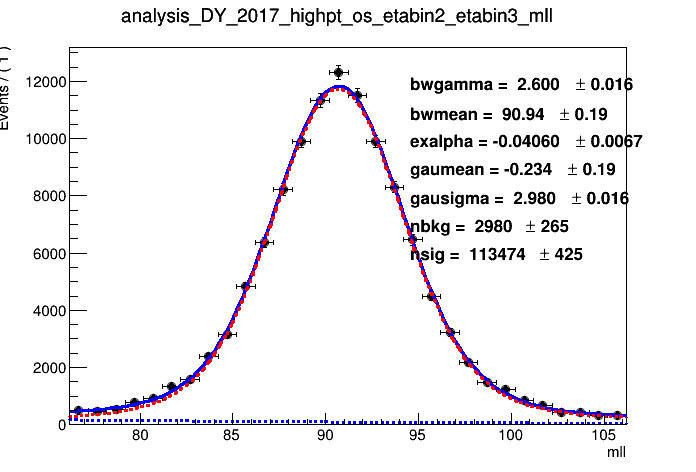 analysis_DY_2017_highpt_os_etabin2_etabin3_mll
Events / ( 1 )
12000
10000
8000
6000
4000
2000
0
bwgamma = 2.600 ± 0.016
bwmean = 90.94 ± 0.19
exalpha = -0.04060 ± 0.0067
gaumean = -0.234 ± 0.19
gausigma = 2.980 ± 0.016
nbkg = 2980 ± 265
nsig = 113474 ± 425
80 85 90 95 100 105
mll